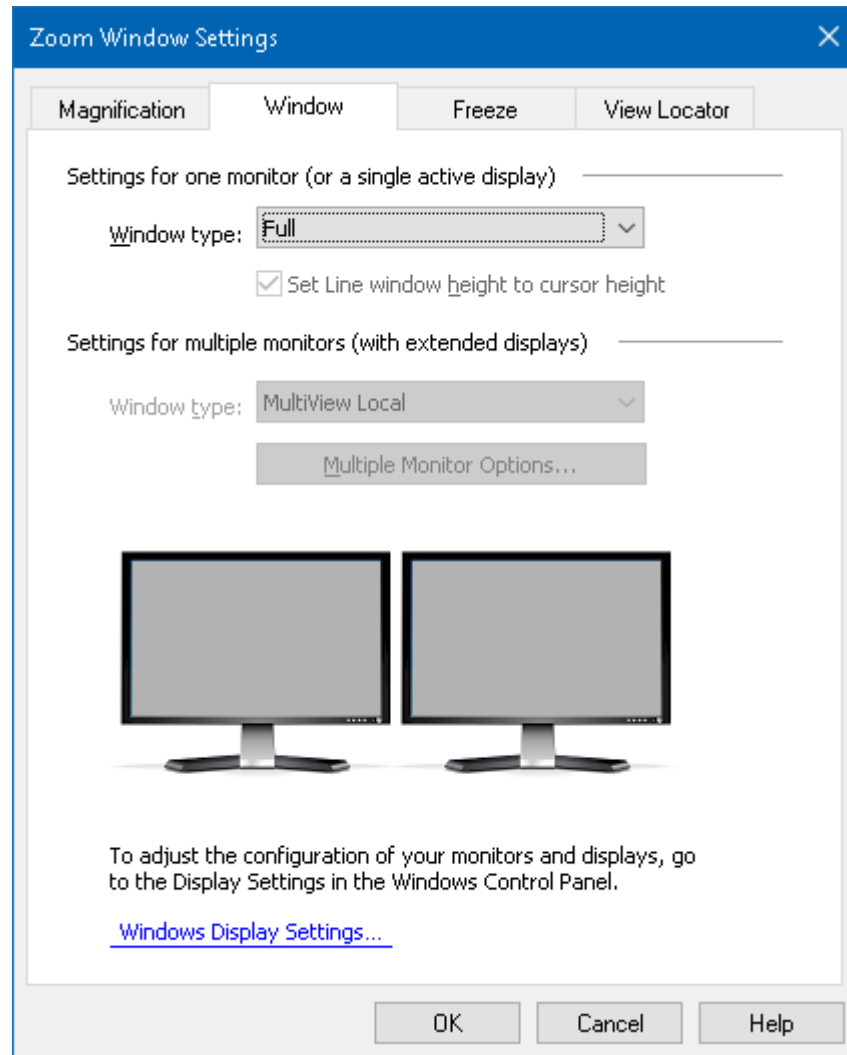 Zoom Window Settings
Magnification Window Freeze View Locator
Settings for one monitor (or a single active display)
Window type: Full
Set Line window height to cursor height
Settings for multiple monitors (with extended displays)
Window type: MultiView Local
Multiple Monitor Options...
To adjust the configuration of your monitors and displays, go
to the Display Settings in the Windows Control Panel.
Windows Display Settings...
OK Cancel Help